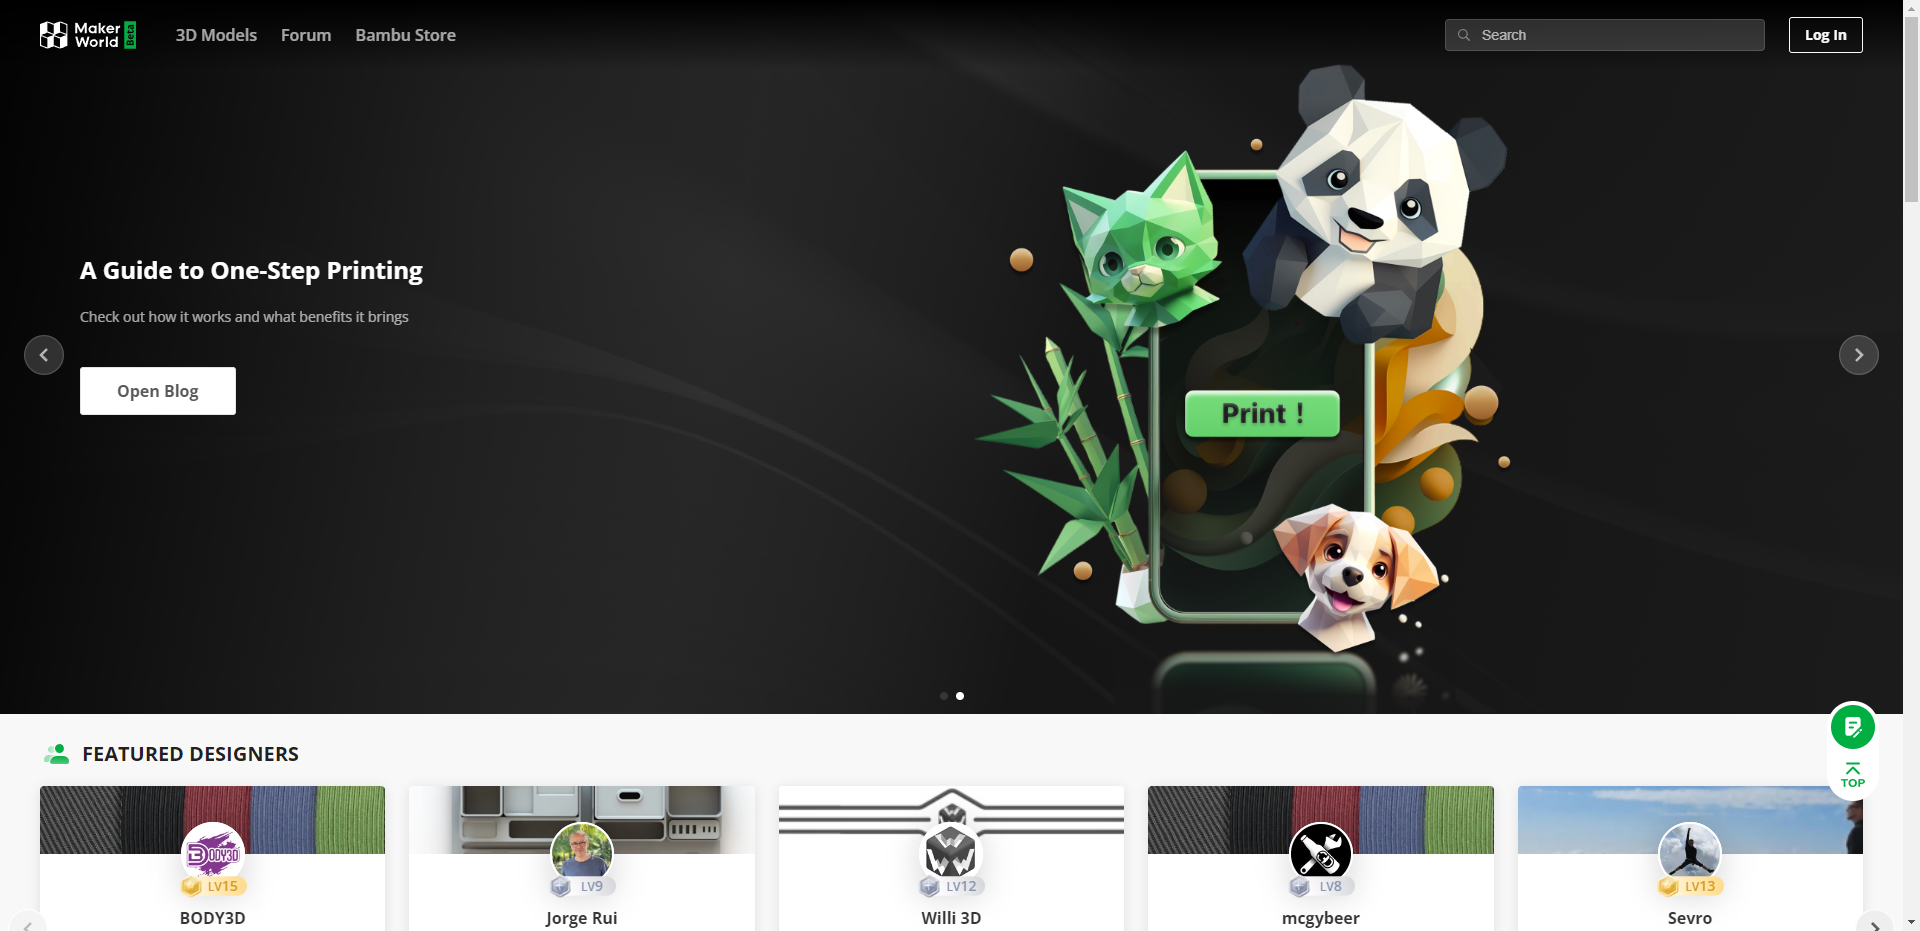 Maker
World
Beta
3D Models
Forum
Bambu Store
Search
Log In
A Guide to One-Step Printing
Check out how it works and what benefits it brings
Open Blog
Print !
FEATURED DESIGNERS
TOP
BODY3D
LV15
BODY3D
LV9
Jorge Rui
LV12
Willi 3D
LV8
mcgybeer
LV13
Sevro